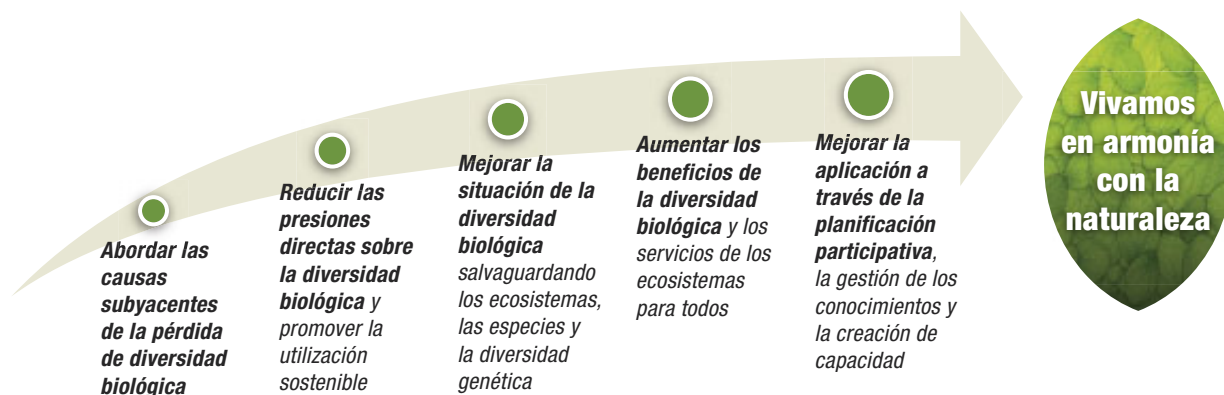 Abordar las
causas
subyacentes
de la pérdida
de diversidad
biológica
Reducir las
presiones
directas sobre
la diversidad
biológica y
promover la
utilización
sostenible
Mejorar la
situación de la
diversidad
biológica
salvaguardando
los ecosistemas,
las especies y
la diversidad
genética
Aumentar los
beneficios de
la diversidad
biológica y los
servicios de los
ecosistemas
para todos
Mejorar la
aplicación a
través de la
planificación
participativa,
la gestión de los
conocimientos y
la creación de
capacidad
Vivamos
en armonía
con la
naturaleza